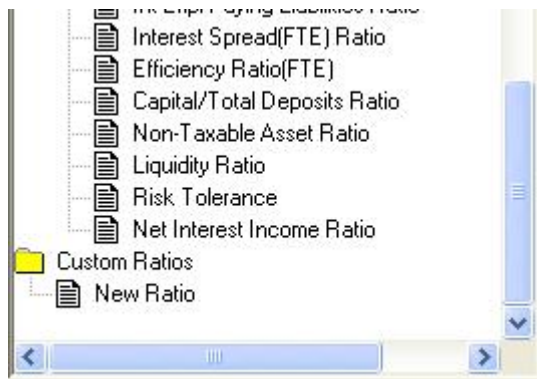 Interest Spread(FTE) Ratio
Efficiency Ratio(FTE)
Capital/Total Deposits Ratio
Non-Taxable Asset Ratio
Liquidity Ratio
Risk Tolerance
Net Interest Income Ratio
Custom Ratios
New Ratio